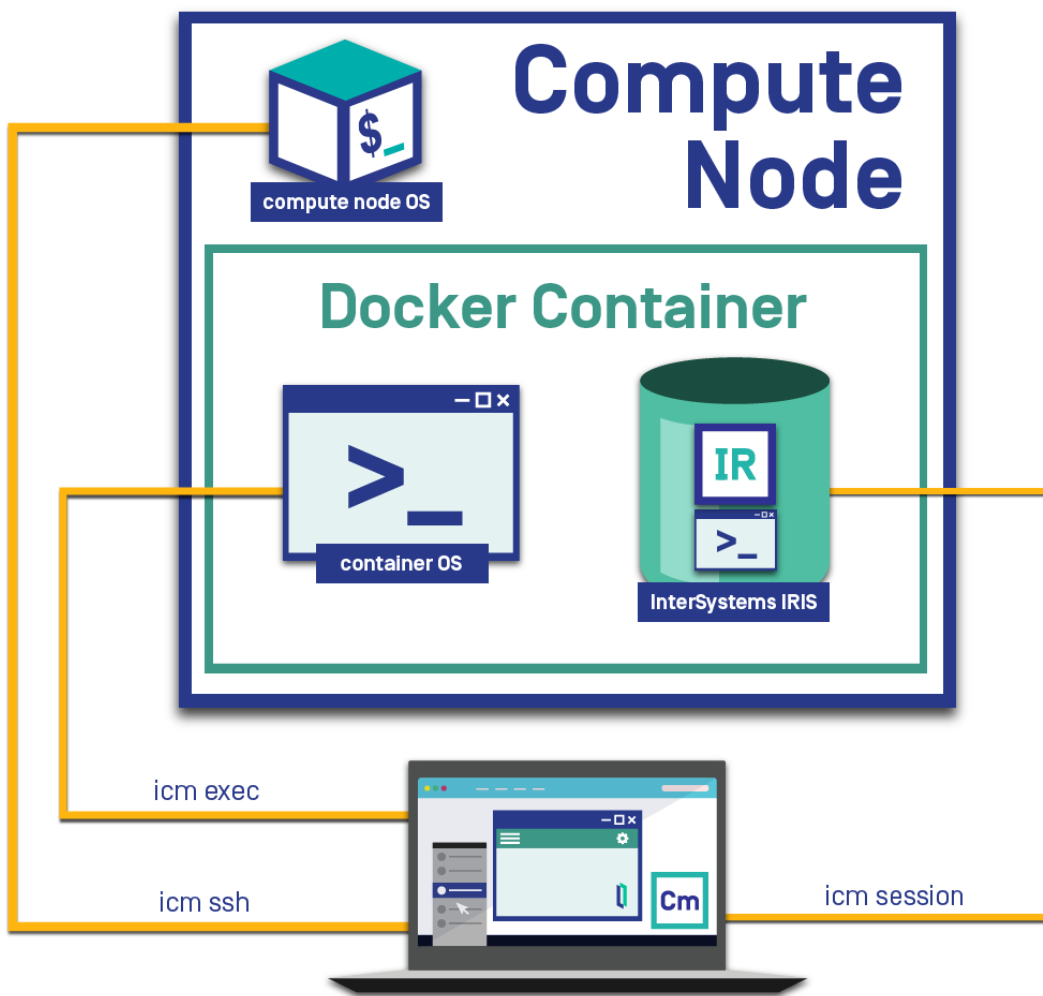 Compute
Node
$_
compute node OS
Docker Container
>_
container OS
IR
>_
InterSystems IRIS
icm exec
icm ssh
Cm
icm session